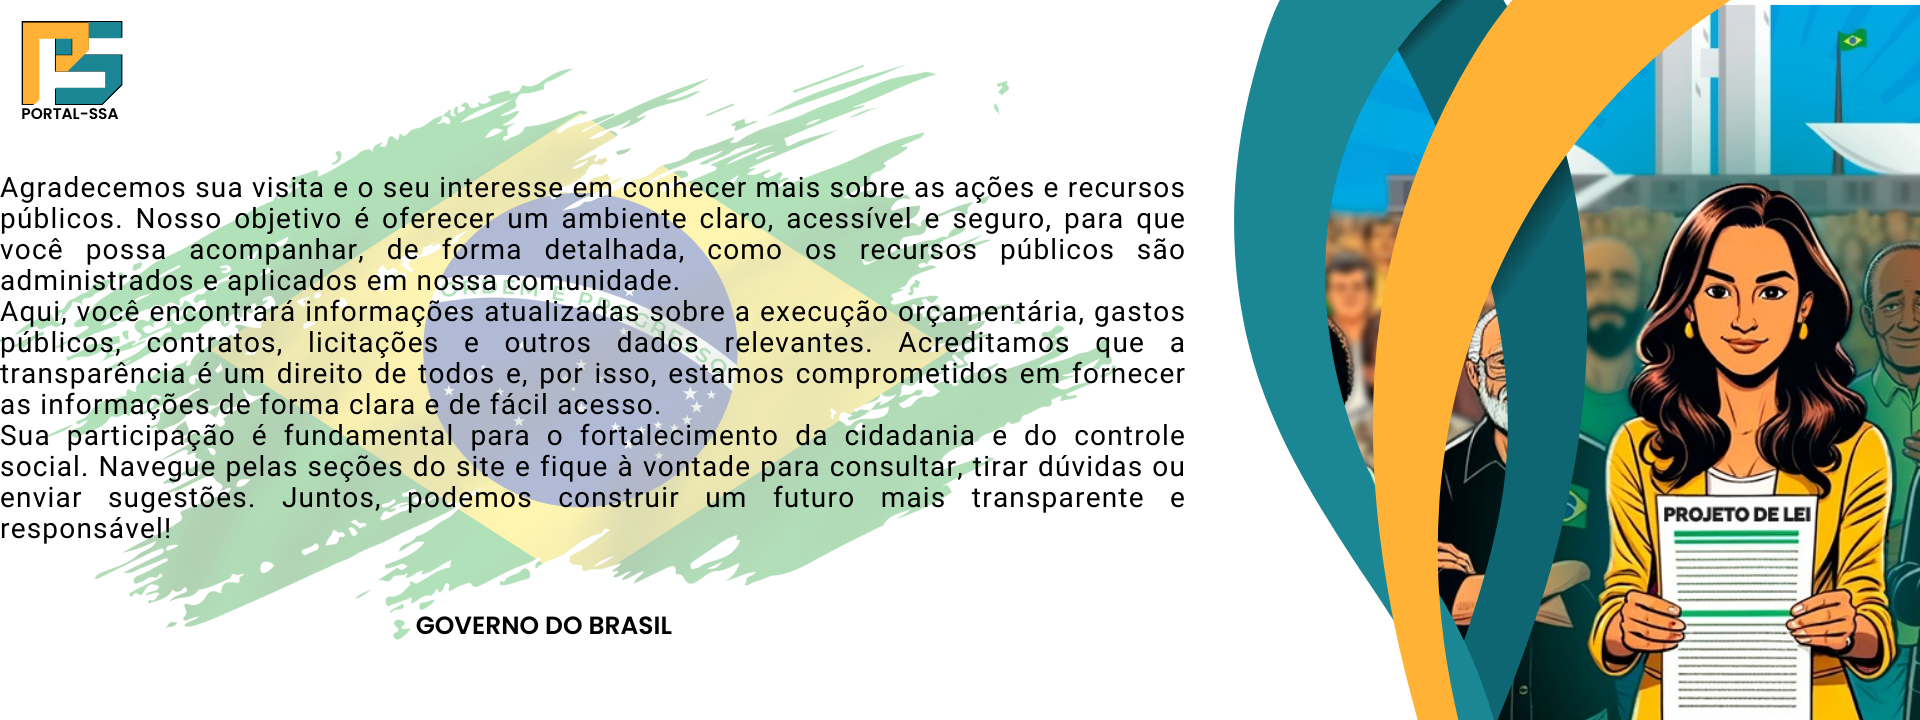 PORTAL-SSA
Agradecemos sua visita e o seu interesse em conhecer mais sobre as ações e recursos
públicos. Nosso objetivo é oferecer um ambiente claro, acessível e seguro, para que
você possa acompanhar, de forma detalhada, como os recursos públicos são
administrados e aplicados em nossa comunidade.
Aqui, você encontrará informações atualizadas sobre a execução orçamentária, gastos
públicos, contratos, licitações e outros dados relevantes. Acreditamos que a
transparência é um direito de todos e, por isso, estamos comprometidos em fornecer
as informações de forma clara e de fácil acesso.
Sua participação é fundamental para o fortalecimento da cidadania e do controle
social. Navegue pelas seções do site e fique à vontade para consultar, tirar dúvidas ou
enviar sugestões. Juntos, podemos construir um futuro mais transparente e
responsável!
ORDEM E PROGRESSO
GOVERNO DO BRASIL
PROJETO DE LEI